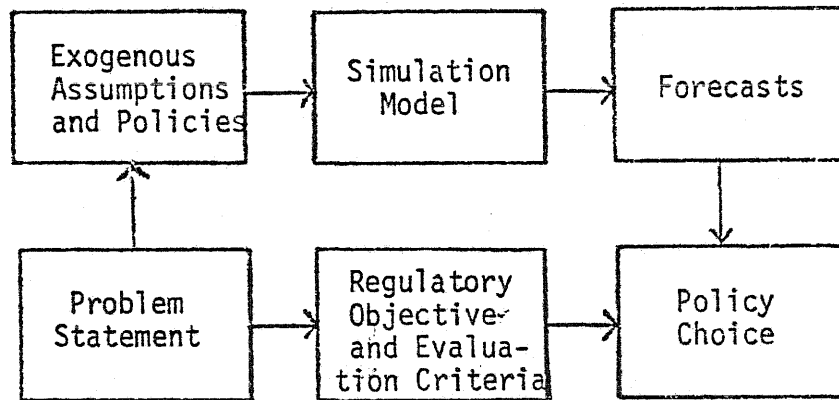 Exogenous
Assumptions
and Policies
Simulation
Model
Forecasts
Problem
Statement
Regulatory
Objective
and Evalua-
tion Criteria
Policy
Choice